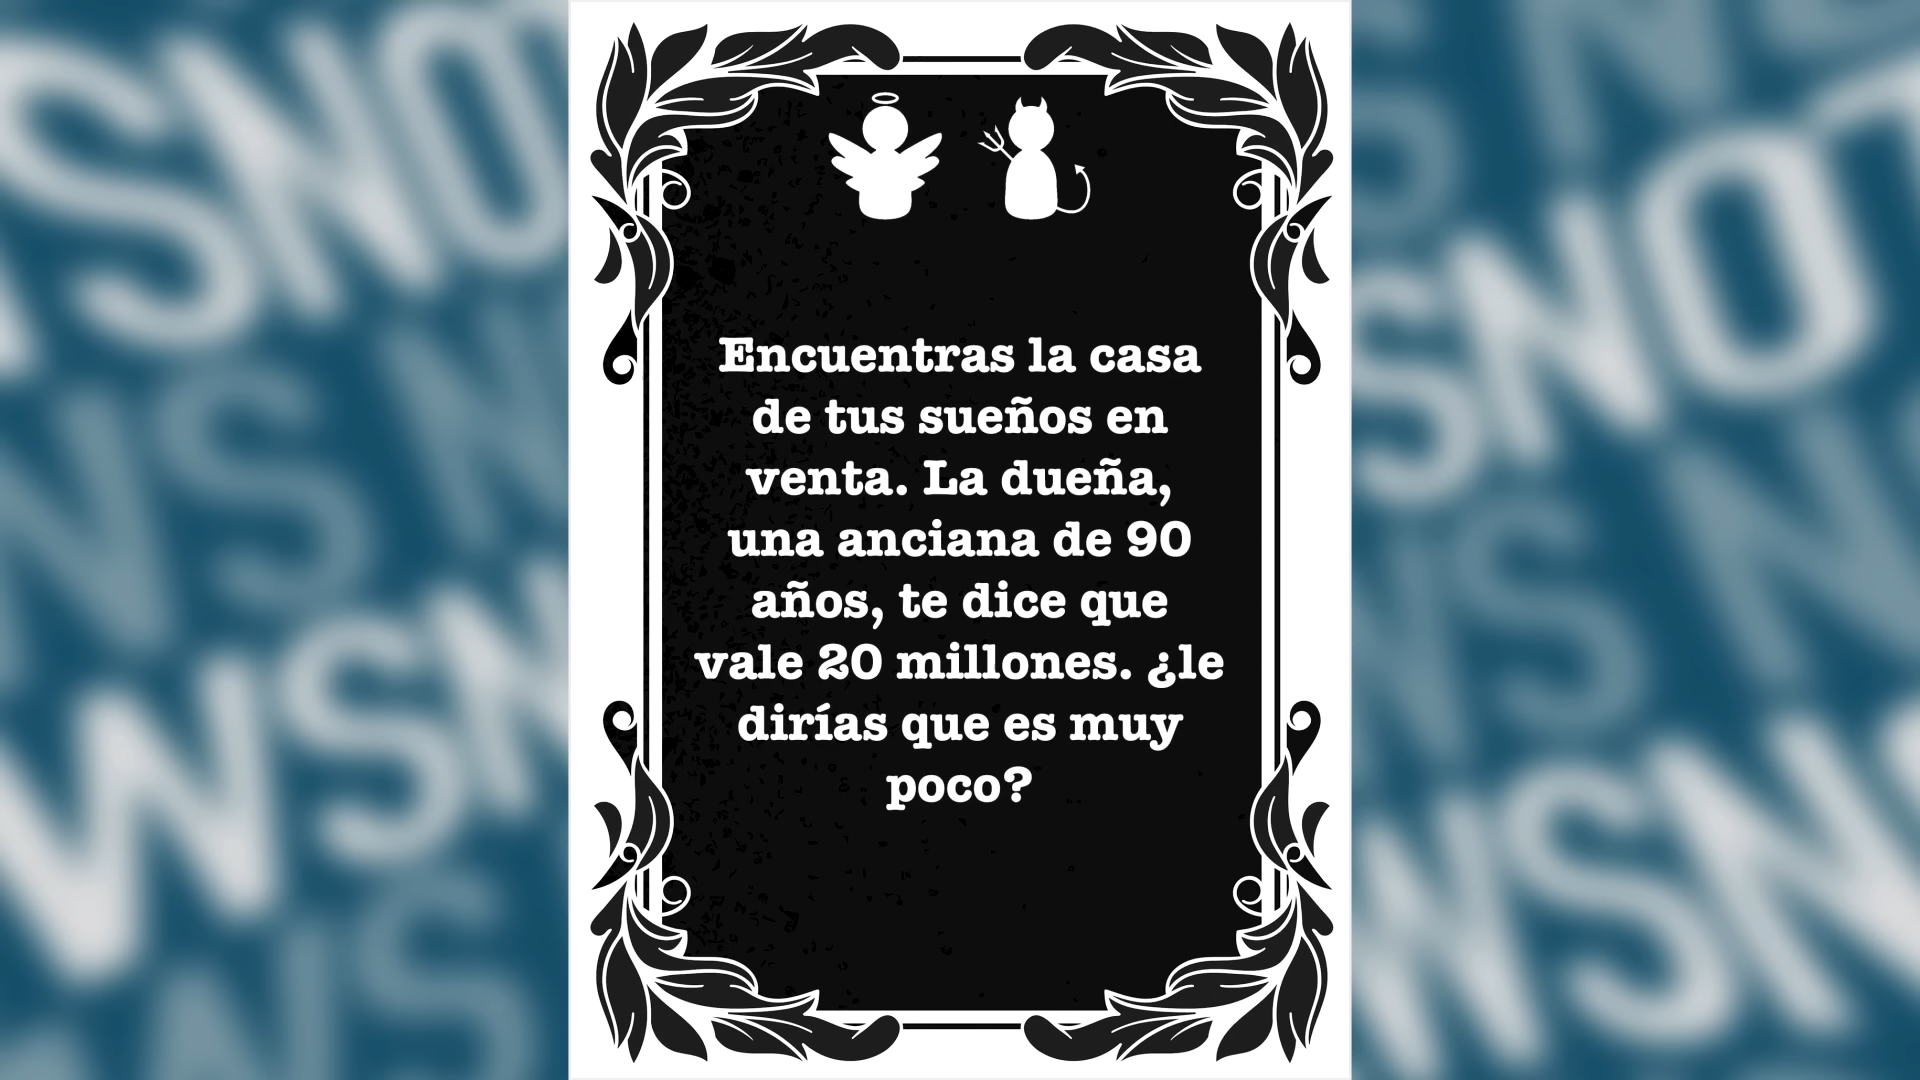 Encuentras la casa
de tus sueños en
venta. La dueña,
una anciana de 90
años, te dice que
vale 20 millones. ¿le
dirías que es muy
poco?